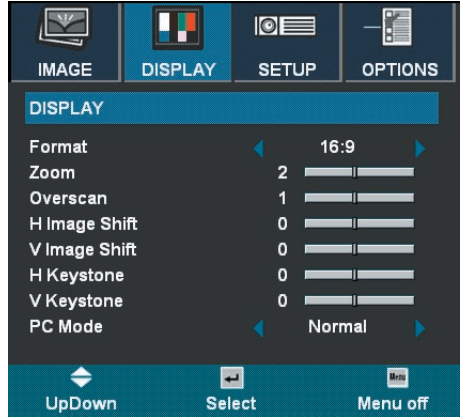 IMAGE DISPLAY SETUP OPTIONS
DISPLAY
Format 16:9
Zoom 2
Overscan 1
H Image Shift 0
V Image Shift 0
H Keystone 0
V Keystone 0
PC Mode Normal
Menu
UpDown Select Menu off